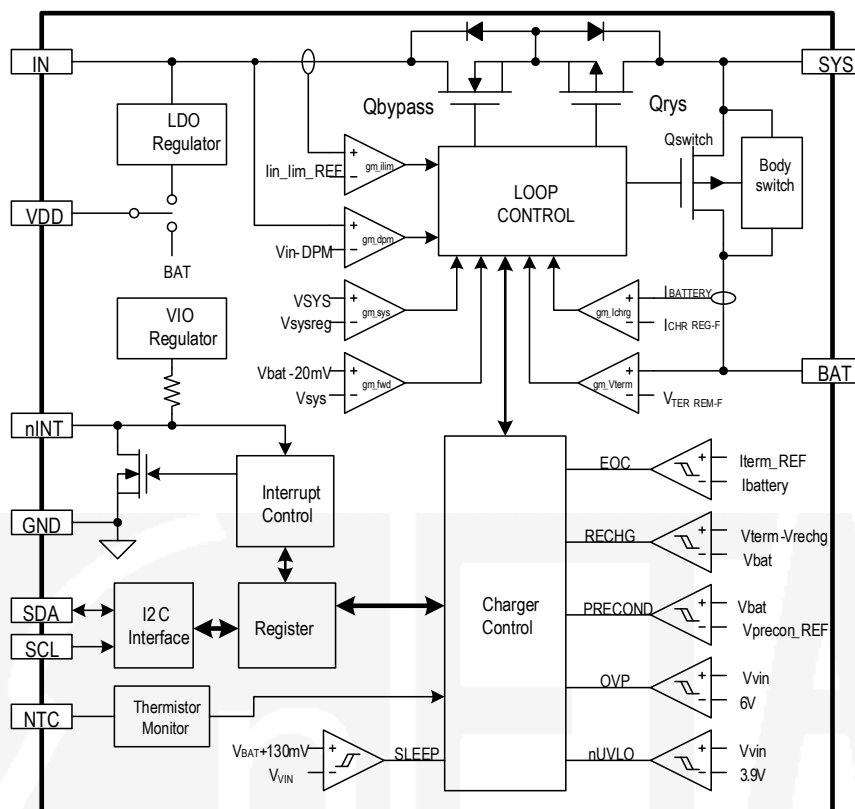 IN
SYS
Qbypass
Qrys
LDO
Regulator
Qswitch
Body
switch
Iin_lim_REF
gm_ilim
LOOP
CONTROL
VDD
BAT
Vin-DPM
gm_dpm
VIO
Regulator
VSYS
Vsysreg
gm_sys
gm_Ichrg
IBATTERY
ICHR REG-F
Vbat-20mV
Vsys
gm_fwd
gm_Vterm
VTER REM-F
BAT
nINT
Interrupt
Control
GND
EOC
Iterm_REF
Ibattery
RECHG
Vterm-Vrechg
Vbat
SDA
SCL
I2C
Interface
Register
Charger
Control
PRECOND
Vbat
Vprecon_REF
OVP
Vvin
6V
NTC
Thermistor
Monitor
VBAT+130mV
VVIN
SLEEP
nUVLO
Vvin
3.9V